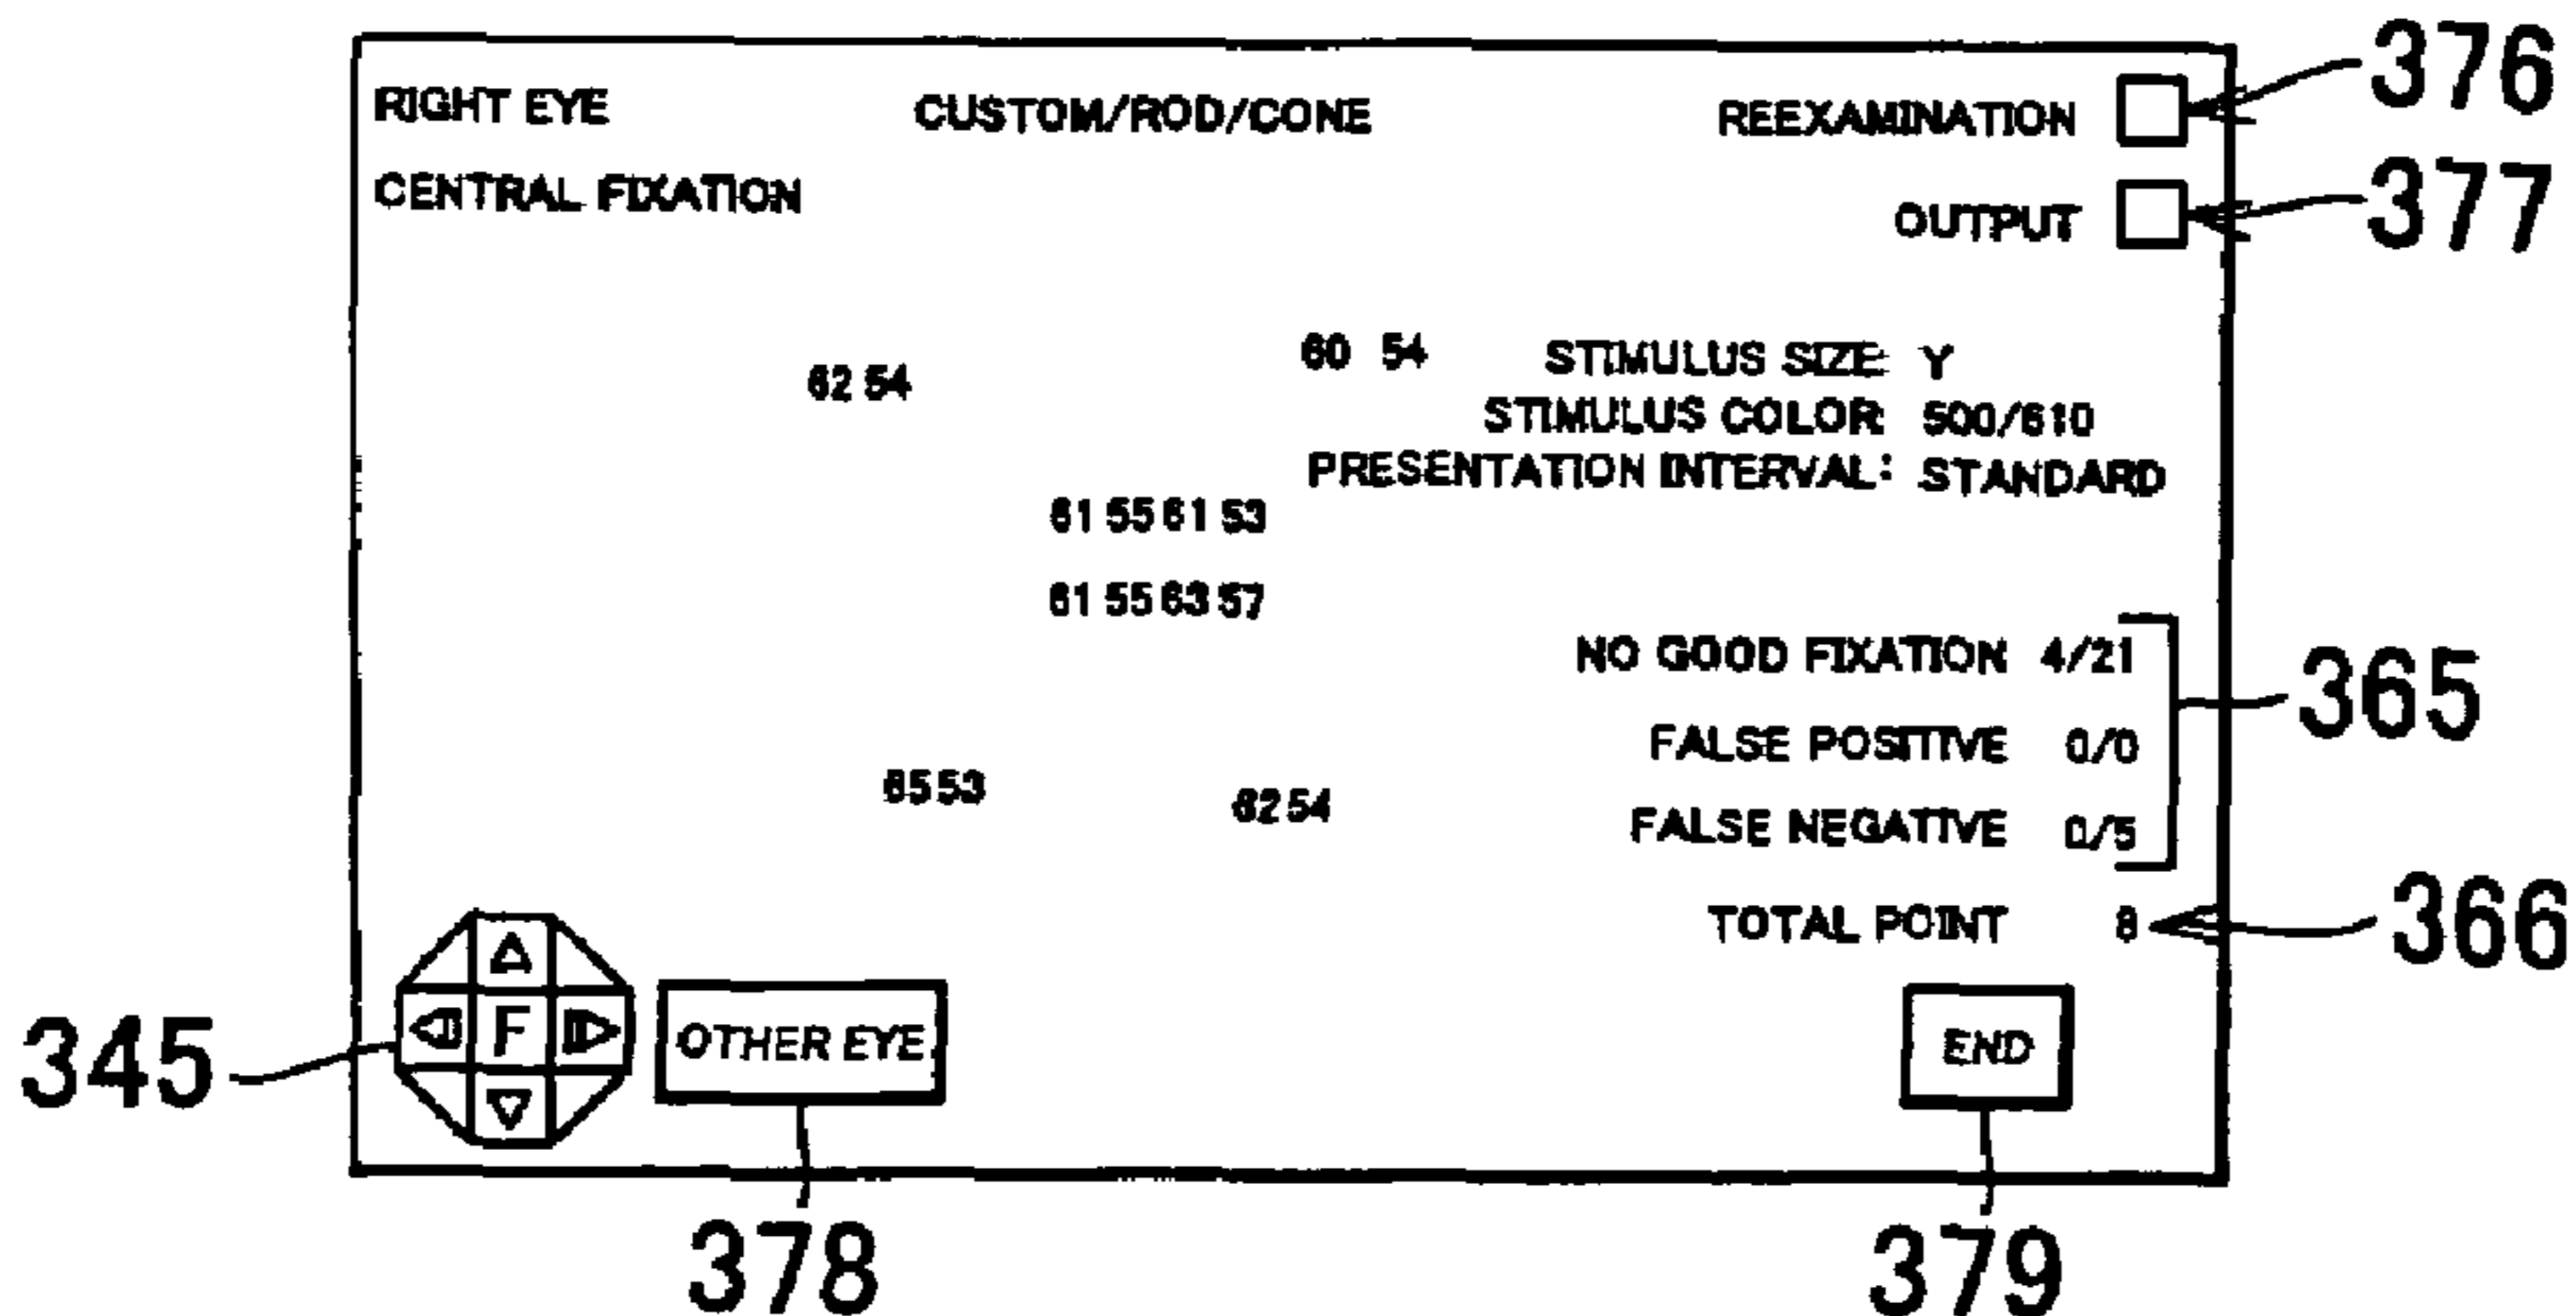 376
RIGHT EYE CUSTOM/ROD/CONE REEXAMINATION
CENTRAL FIXATION
377
OUTPUT
60 54 STIMULUS SIZE: Y
62 54
STIMULUS COLOR: 500/610
PRESENTATION INTERVAL: STANDARD
61 55 61 53
61 55 63 57
NO GOOD FIXATION 4/21
365
FALSE POSITIVE 0/0
65 53
62 54
FALSE NEGATIVE 0/5
TOTAL POINT 8
366
345
F
OTHER EYE
END
378
379